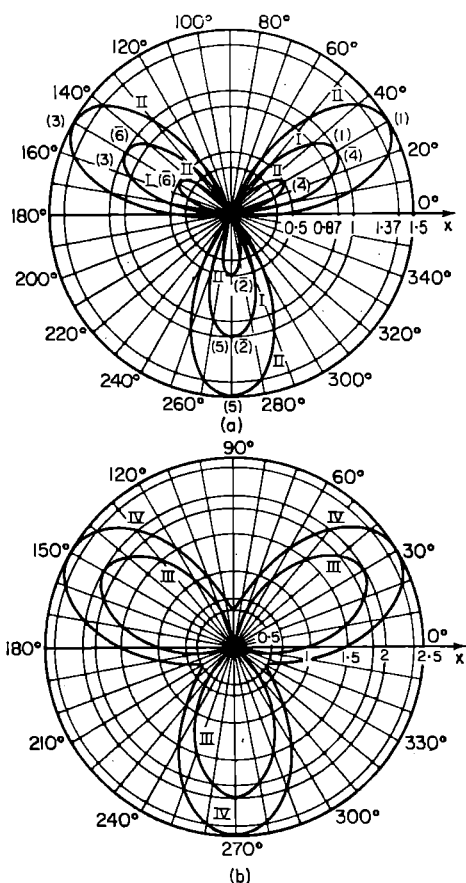 100° 80°
120° 60°
140° II II 40°
(3) (6̅) I (1) (1)
160° (3) II II (4̅) 20°
I (6̅) (4̅)
180° 0°
0·5 0·87 1 1·37 1·5 x
200° II (2̅) I 340°
220° 320°
(5) (2̅) II
240° 300°
260° (5) 280°
(a)
90°
120° 60°
IV IV
150° III III 30°
180° 0·5 0°
1 1·5 2 2·5 x
210° III 330°
240° IV 300°
270°
(b)